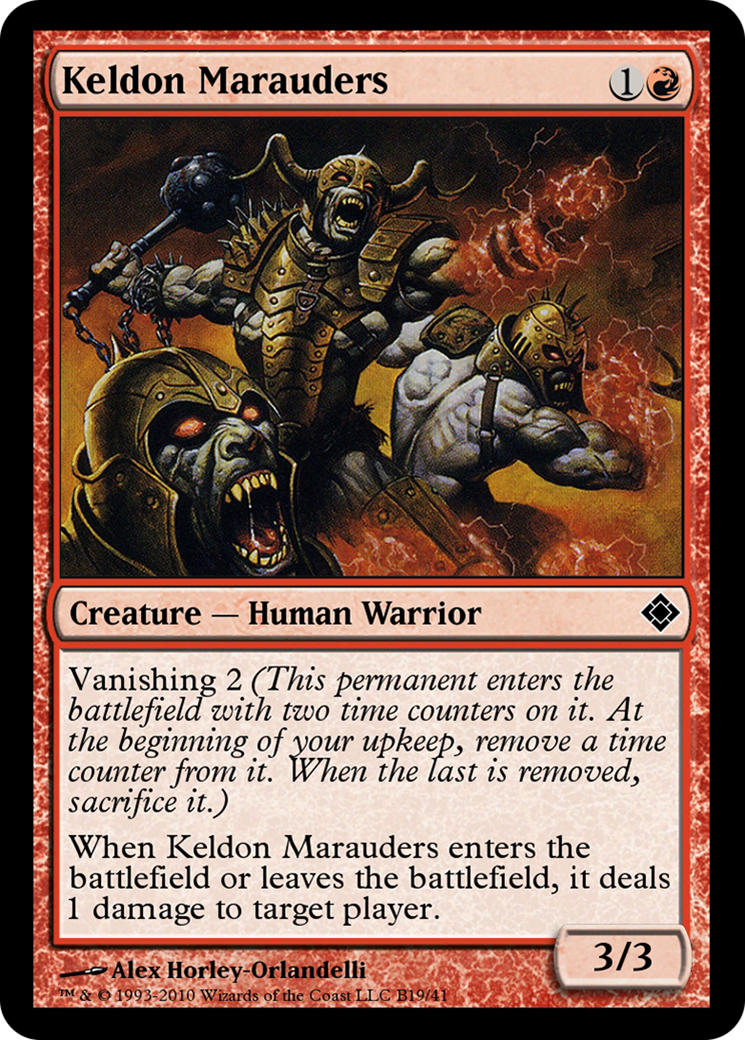 Keldon Marauders 1
Creature — Human Warrior
Vanishing 2 (This permanent enters the
battlefield with two time counters on it. At
the beginning of your upkeep, remove a time
counter from it. When the last is removed,
sacrifice it.)
When Keldon Marauders enters the
battlefield or leaves the battlefield, it deals
1 damage to target player.
3/3
Alex Horley-Orlandelli
™ & © 1993-2010 Wizards of the Coast LLC B19/41